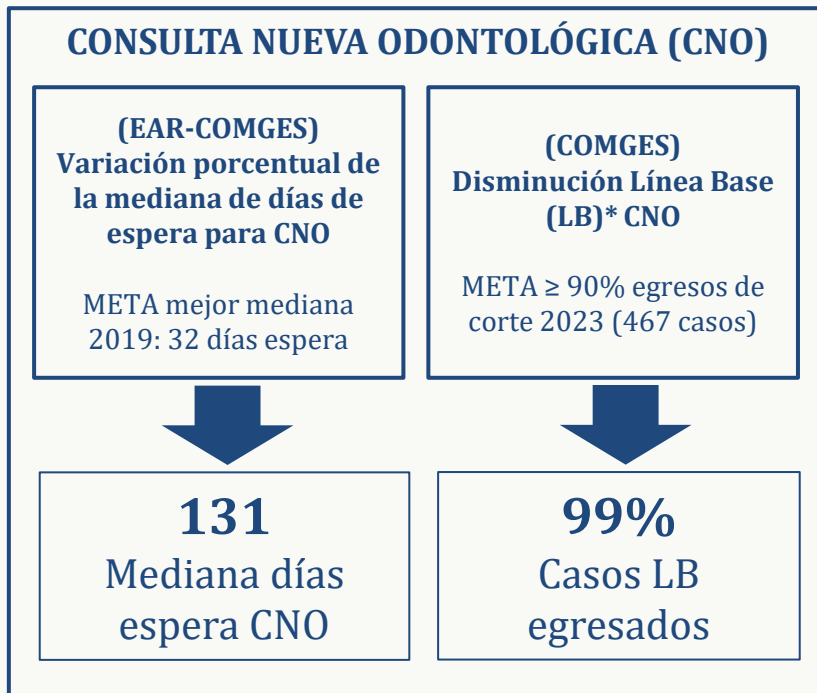 CONSULTA NUEVA ODONTOLÓGICA (CNO)
(EAR-COMGES)
Variación porcentual de
la mediana de días de
espera para CNO
META mejor mediana
2019: 32 días espera
(COMGES)
Disminución Línea Base
(LB)* CNO
META ≥ 90% egresos de
corte 2023 (467 casos)
131
Mediana días
espera CNO
99%
Casos LB
egresados